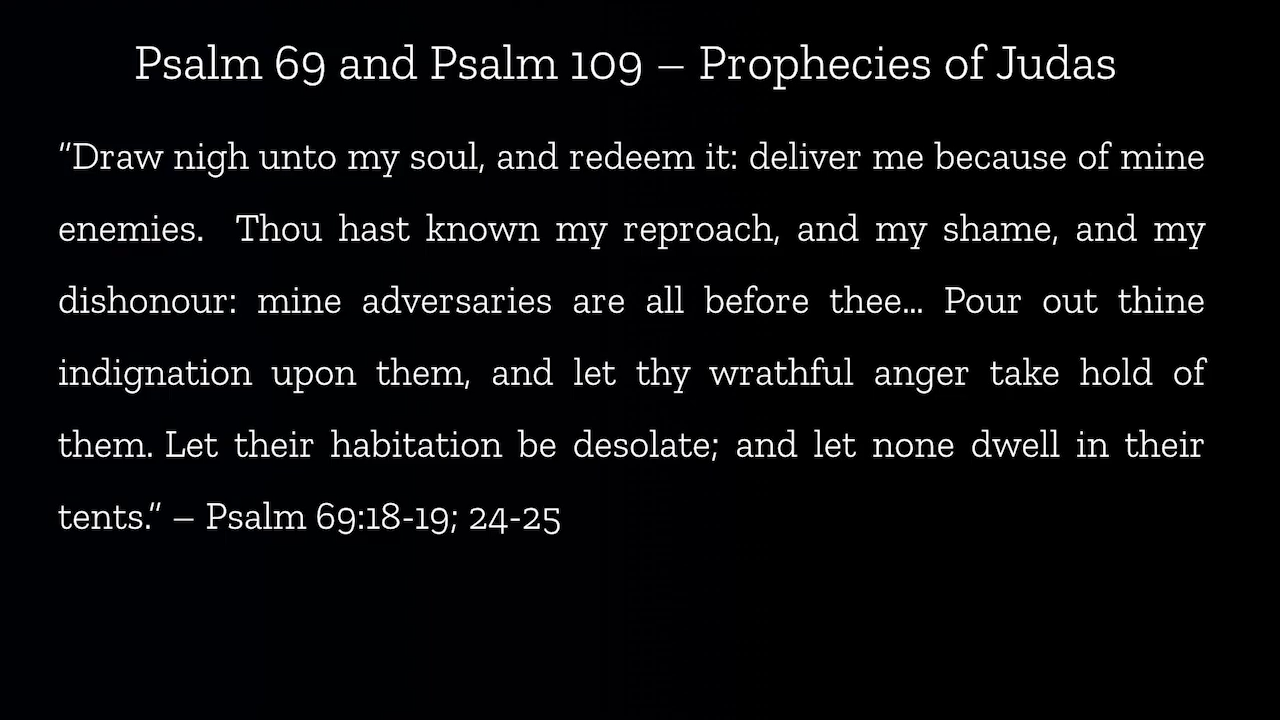 Psalm 69 and Psalm 109 – Prophecies of Judas
“Draw nigh unto my soul, and redeem it: deliver me because of mine
enemies.  Thou hast known my reproach, and my shame, and my
dishonour: mine adversaries are all before thee… Pour out thine
indignation upon them, and let thy wrathful anger take hold of
them. Let their habitation be desolate; and let none dwell in their
tents.” – Psalm 69:18-19; 24-25